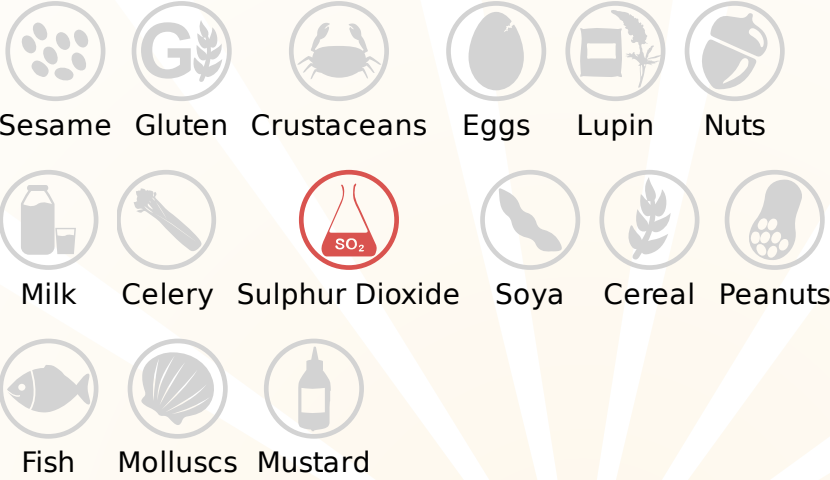 G
Sesame Gluten Crustaceans Eggs Lupin Nuts
SO₂
Milk Celery Sulphur Dioxide Soya Cereal Peanuts
Fish Molluscs Mustard